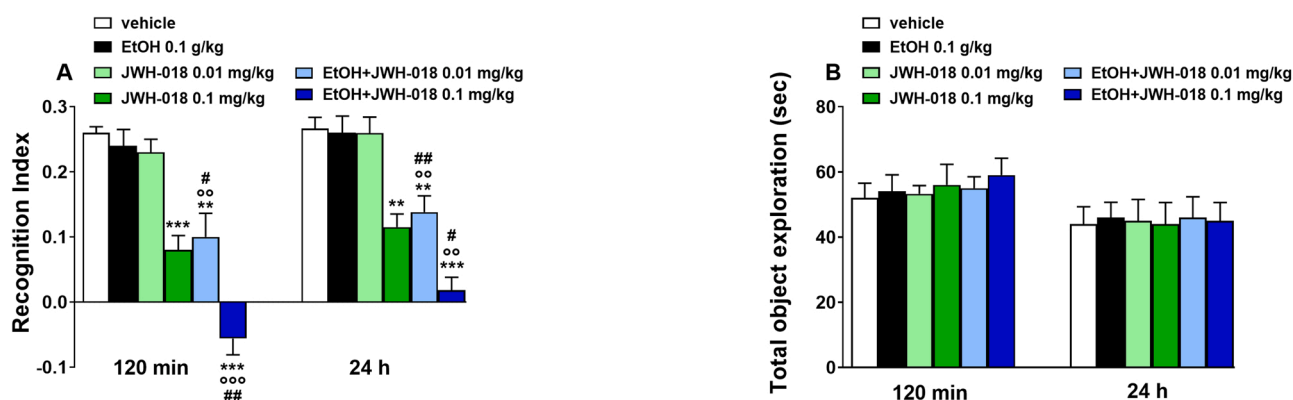 vehicle
EtOH 0.1 g/kg
A
JWH-018 0.01 mg/kg
EtOH+JWH-018 0.01 mg/kg
JWH-018 0.1 mg/kg
EtOH+JWH-018 0.1 mg/kg
Recognition Index
0.3
0.2
0.1
0.0
-0.1
***
#
°°
**
***
°°°
##
**
##
°°
**
#
°°
***
120 min
24 h
vehicle
EtOH 0.1 g/kg
B
JWH-018 0.01 mg/kg
EtOH+JWH-018 0.01 mg/kg
JWH-018 0.1 mg/kg
EtOH+JWH-018 0.1 mg/kg
Total object exploration (sec)
80
60
40
20
0
120 min
24 h